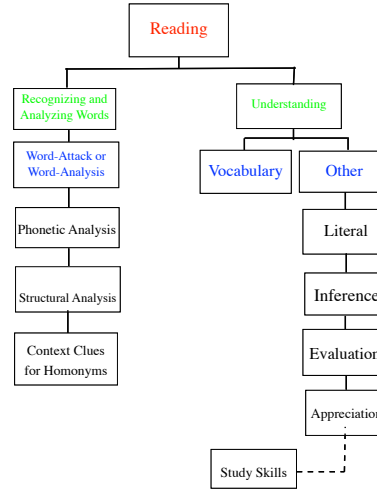 Reading
Recognizing and
Analyzing Words
Understanding
Word-Attack or
Word-Analysis
Vocabulary
Other
Phonetic Analysis
Literal
Structural Analysis
Inference
Context Clues
for Homonyms
Evaluation
Appreciation
Study Skills